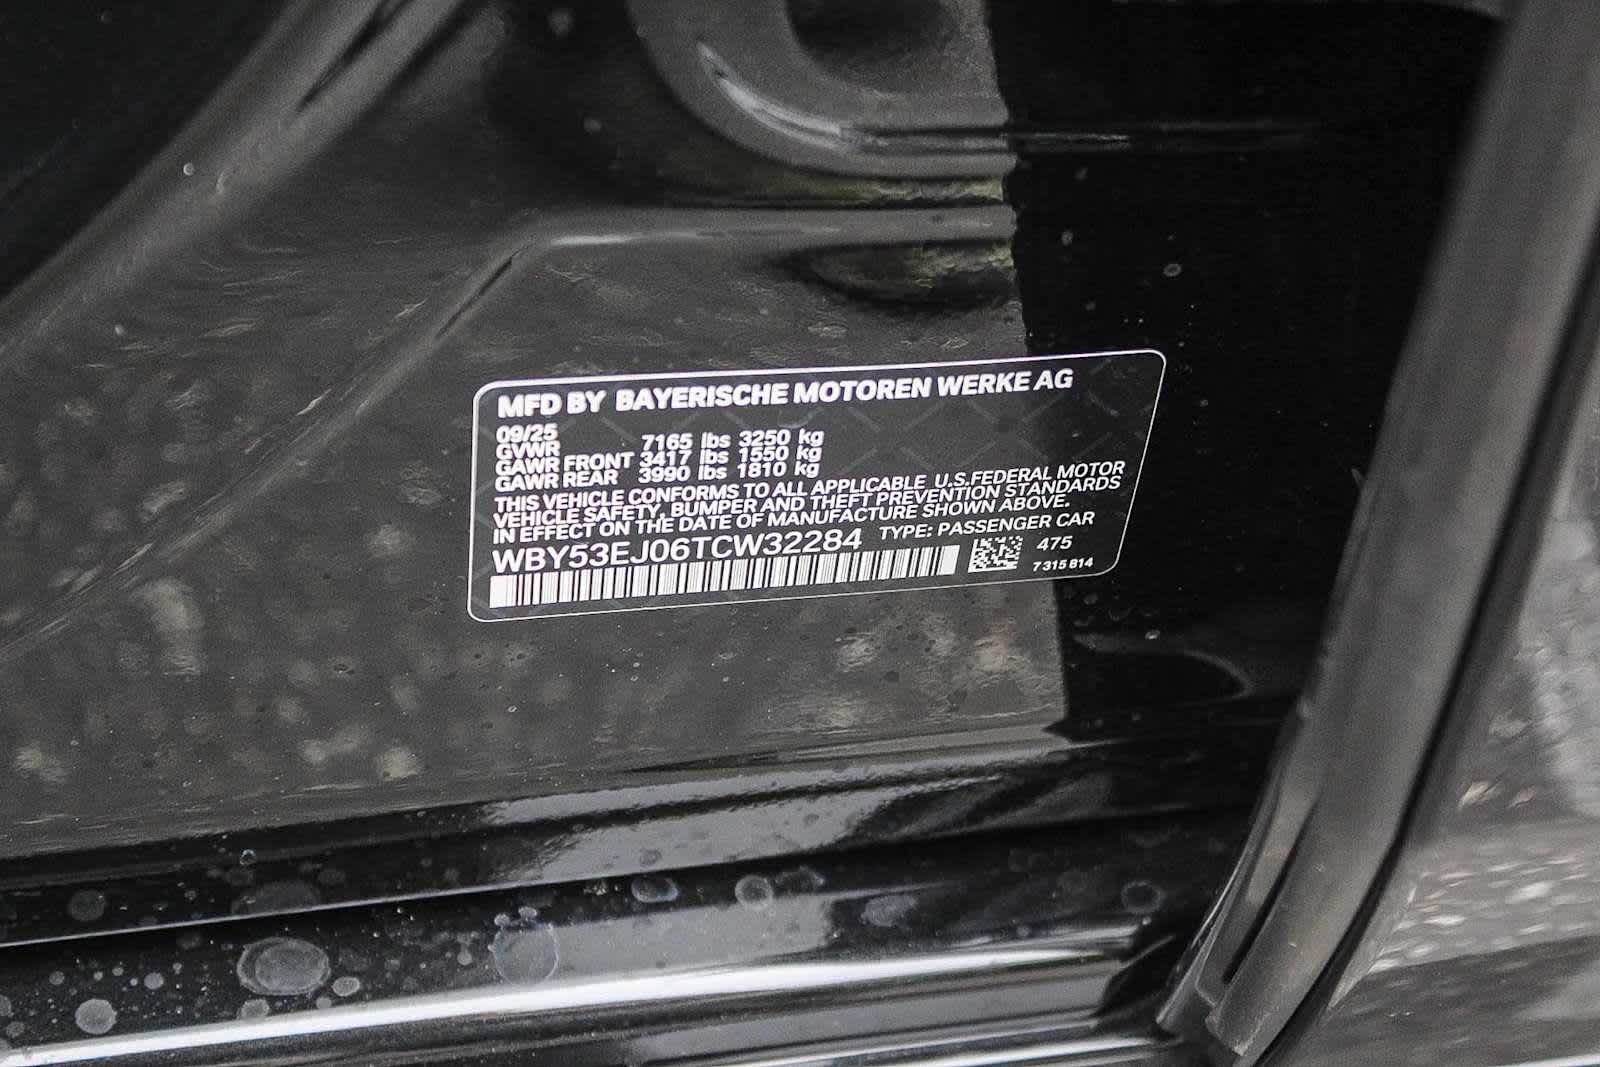 MFD BY BAYERISCHE MOTOREN WERKE AG
09/25
GVWR 7165 lbs 3250 kg
GAWR FRONT 3417 lbs 1550 kg
GAWR REAR 3990 lbs 1810 kg
THIS VEHICLE CONFORMS TO ALL APPLICABLE U.S.FEDERAL MOTOR
VEHICLE SAFETY, BUMPER AND THEFT PREVENTION STANDARDS
IN EFFECT ON THE DATE OF MANUFACTURE SHOWN ABOVE.
WBY53EJ06TCW32284 TYPE: PASSENGER CAR
475
7 315 814